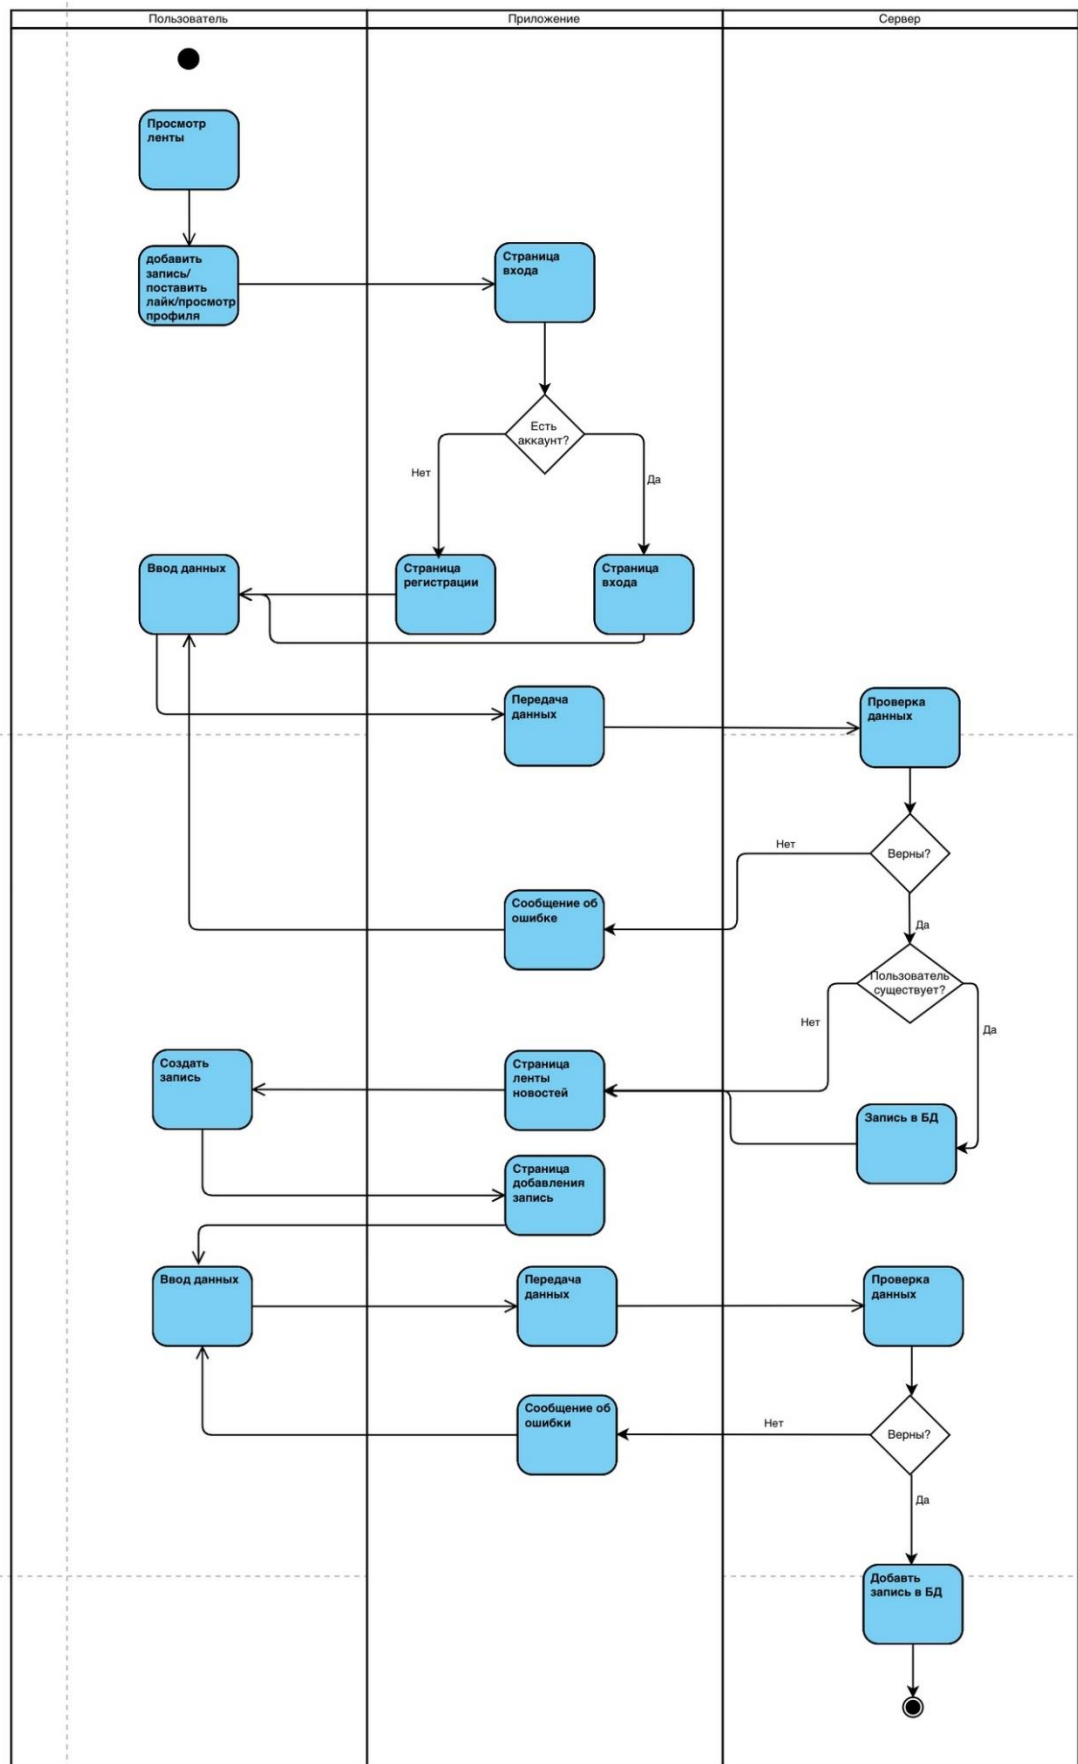 Пользователь
Приложение
Сервер
Просмотр
ленты
добавить
запись/
поставить
лайк/просмотр
профиля
Страница
входа
Есть
аккаунт?
Нет
Да
Ввод данных
Страница
регистрации
Страница
входа
Передача
данных
Проверка
данных
Нет
Верны?
Сообщение об
ошибке
Да
Пользователь
существует?
Нет
Да
Создать
запись
Страница
ленты
новостей
Запись в БД
Страница
добавления
запись
Ввод данных
Передача
данных
Проверка
данных
Сообщение об
ошибки
Нет
Верны?
Да
Добавть
запись в БД